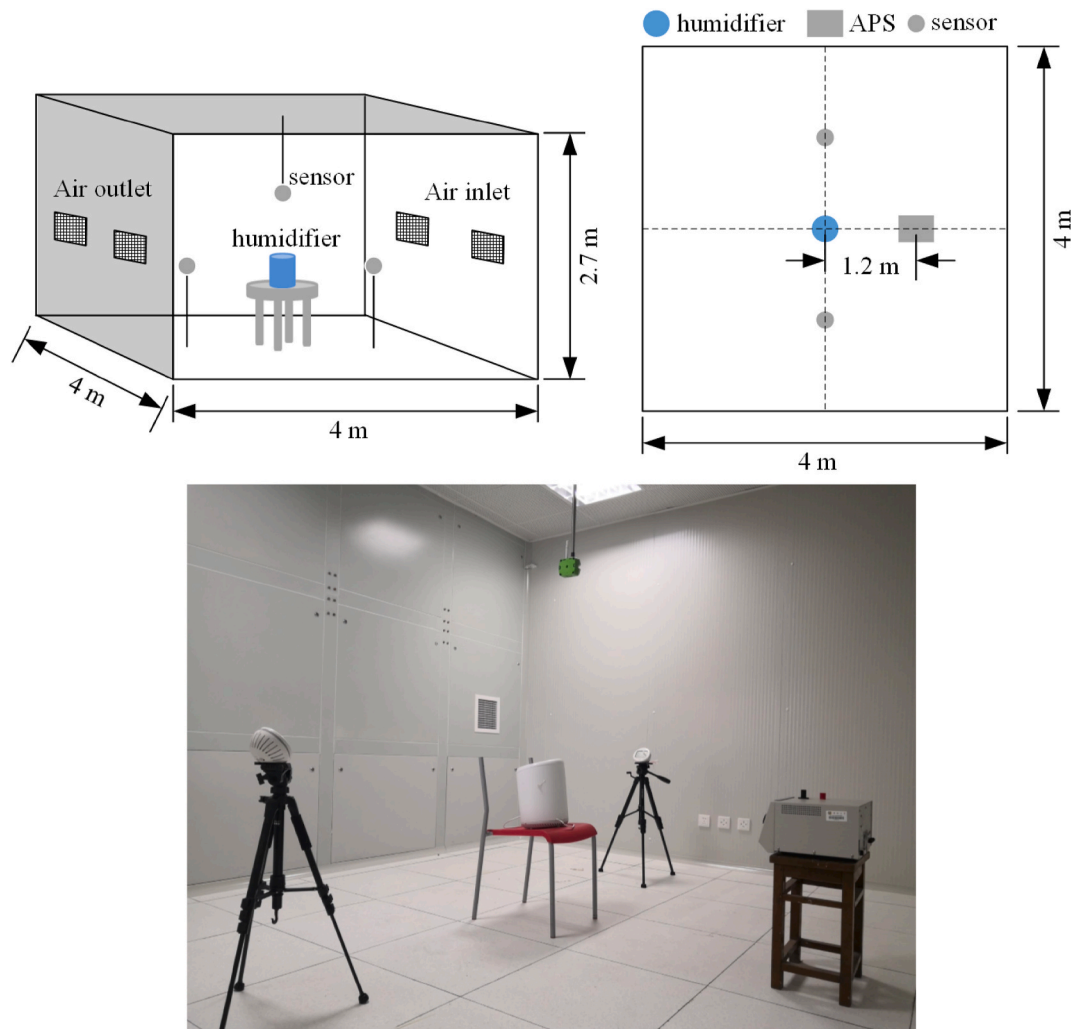 humidifier APS sensor
Air outlet
sensor
Air inlet
humidifier
2.7 m
4 m
4 m
1.2 m
4 m
4 m